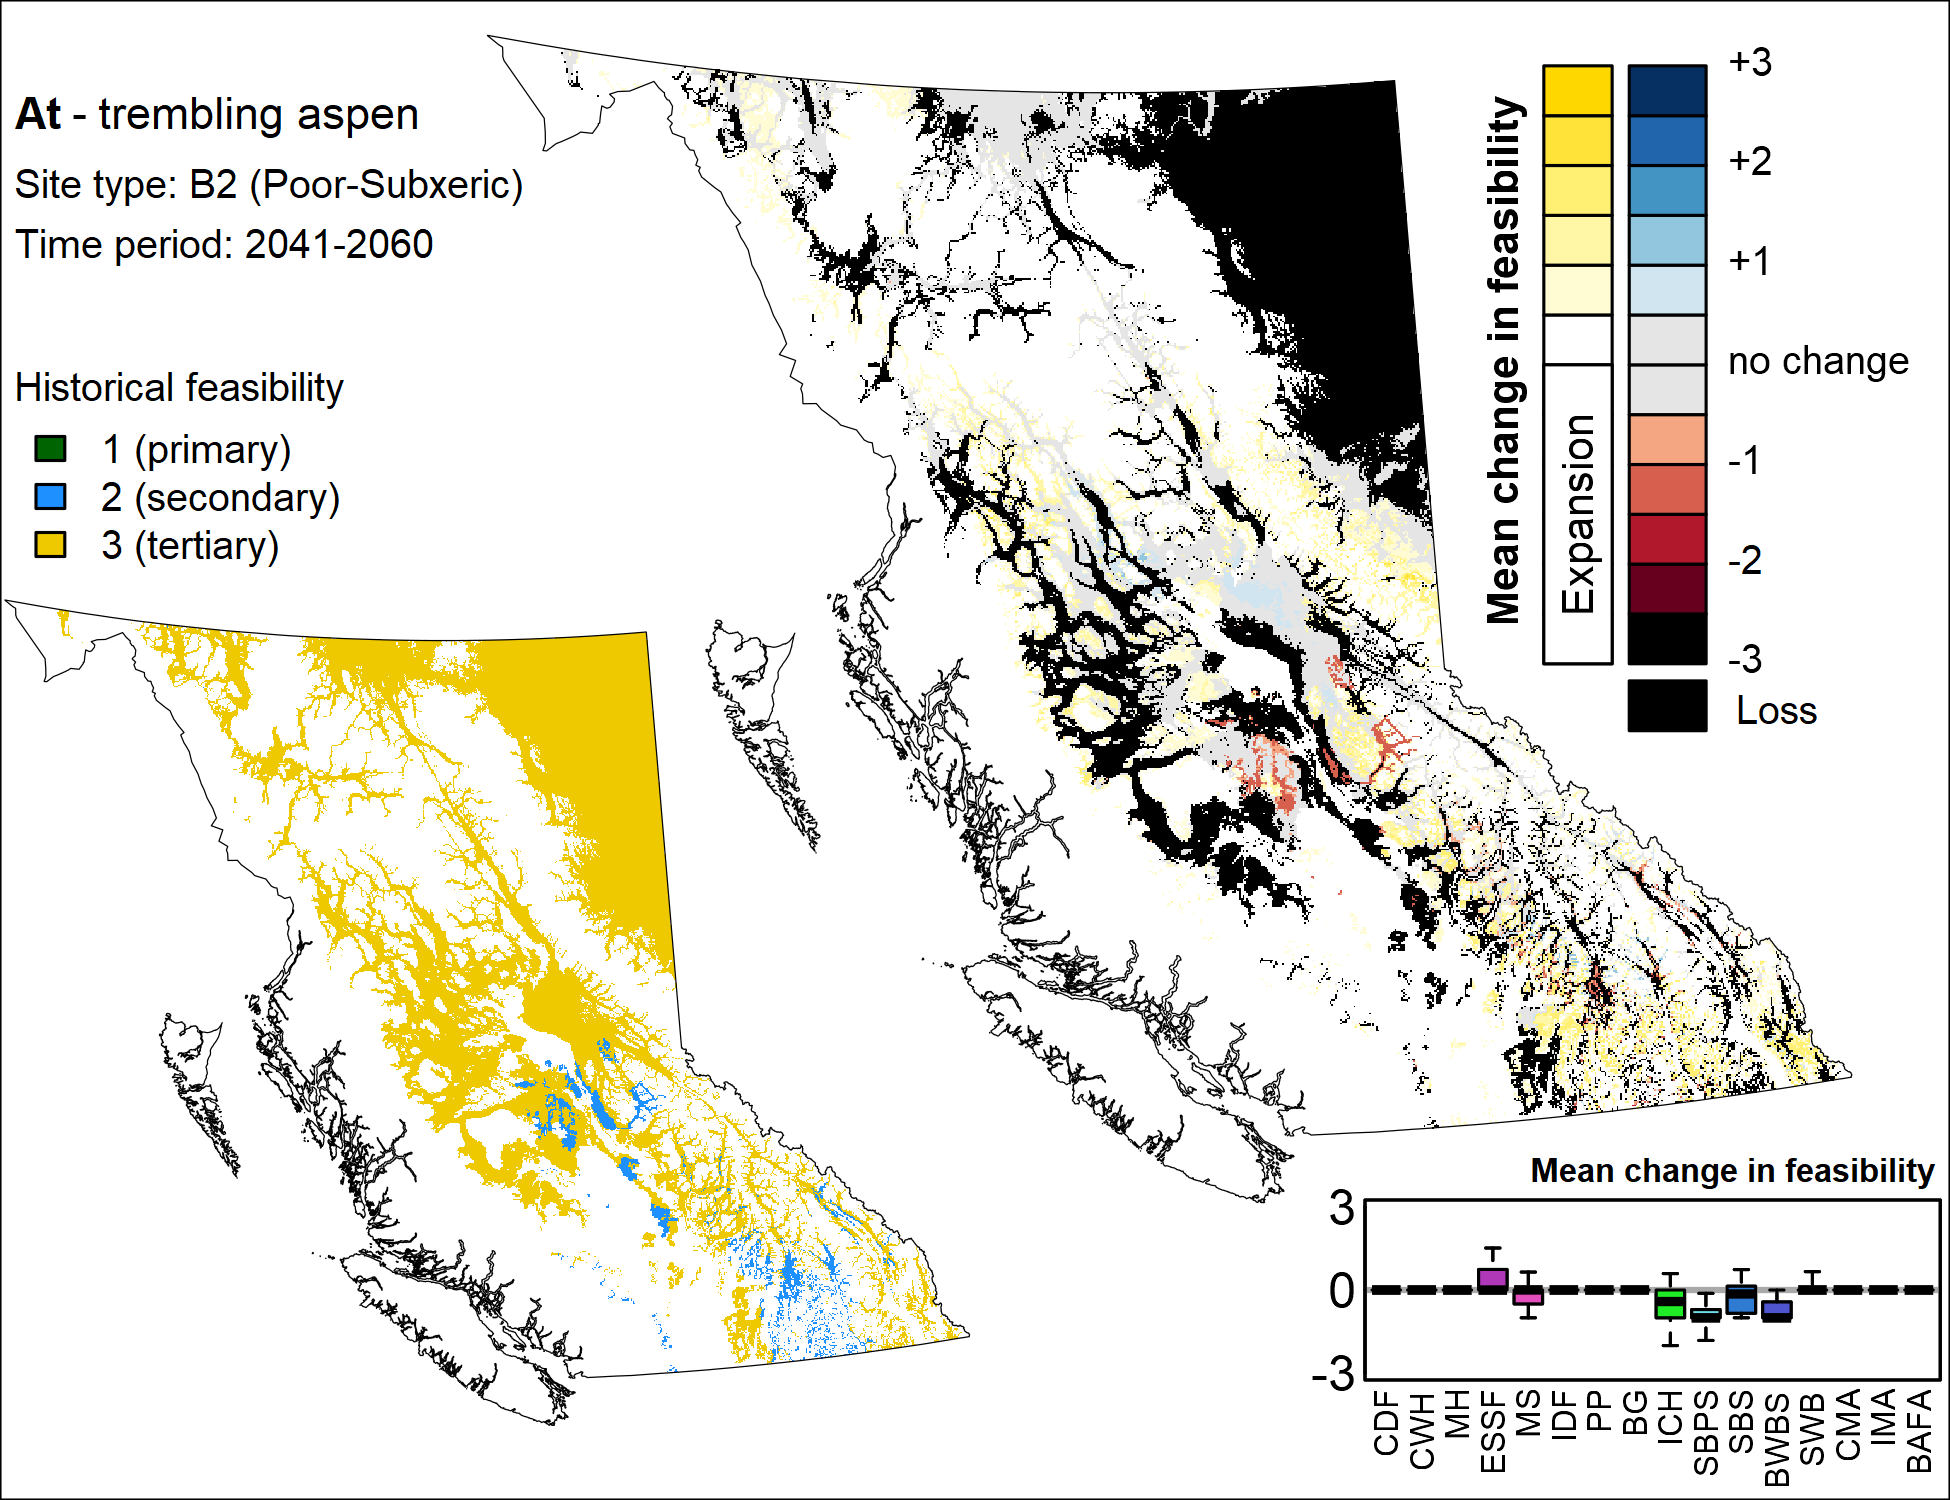 At - trembling aspen
Site type: B2 (Poor-Subxeric)
Time period: 2041-2060
Historical feasibility
1 (primary)
2 (secondary)
3 (tertiary)
Mean change in feasibility
Expansion
+3
+2
+1
no change
-1
-2
-3
Loss
Mean change in feasibility
3
0
-3
CDF
CWH
MH
ESSF
MS
IDF
PP
BG
ICH
SBPS
SBS
BWBS
SWB
CMA
IMA
BAFA